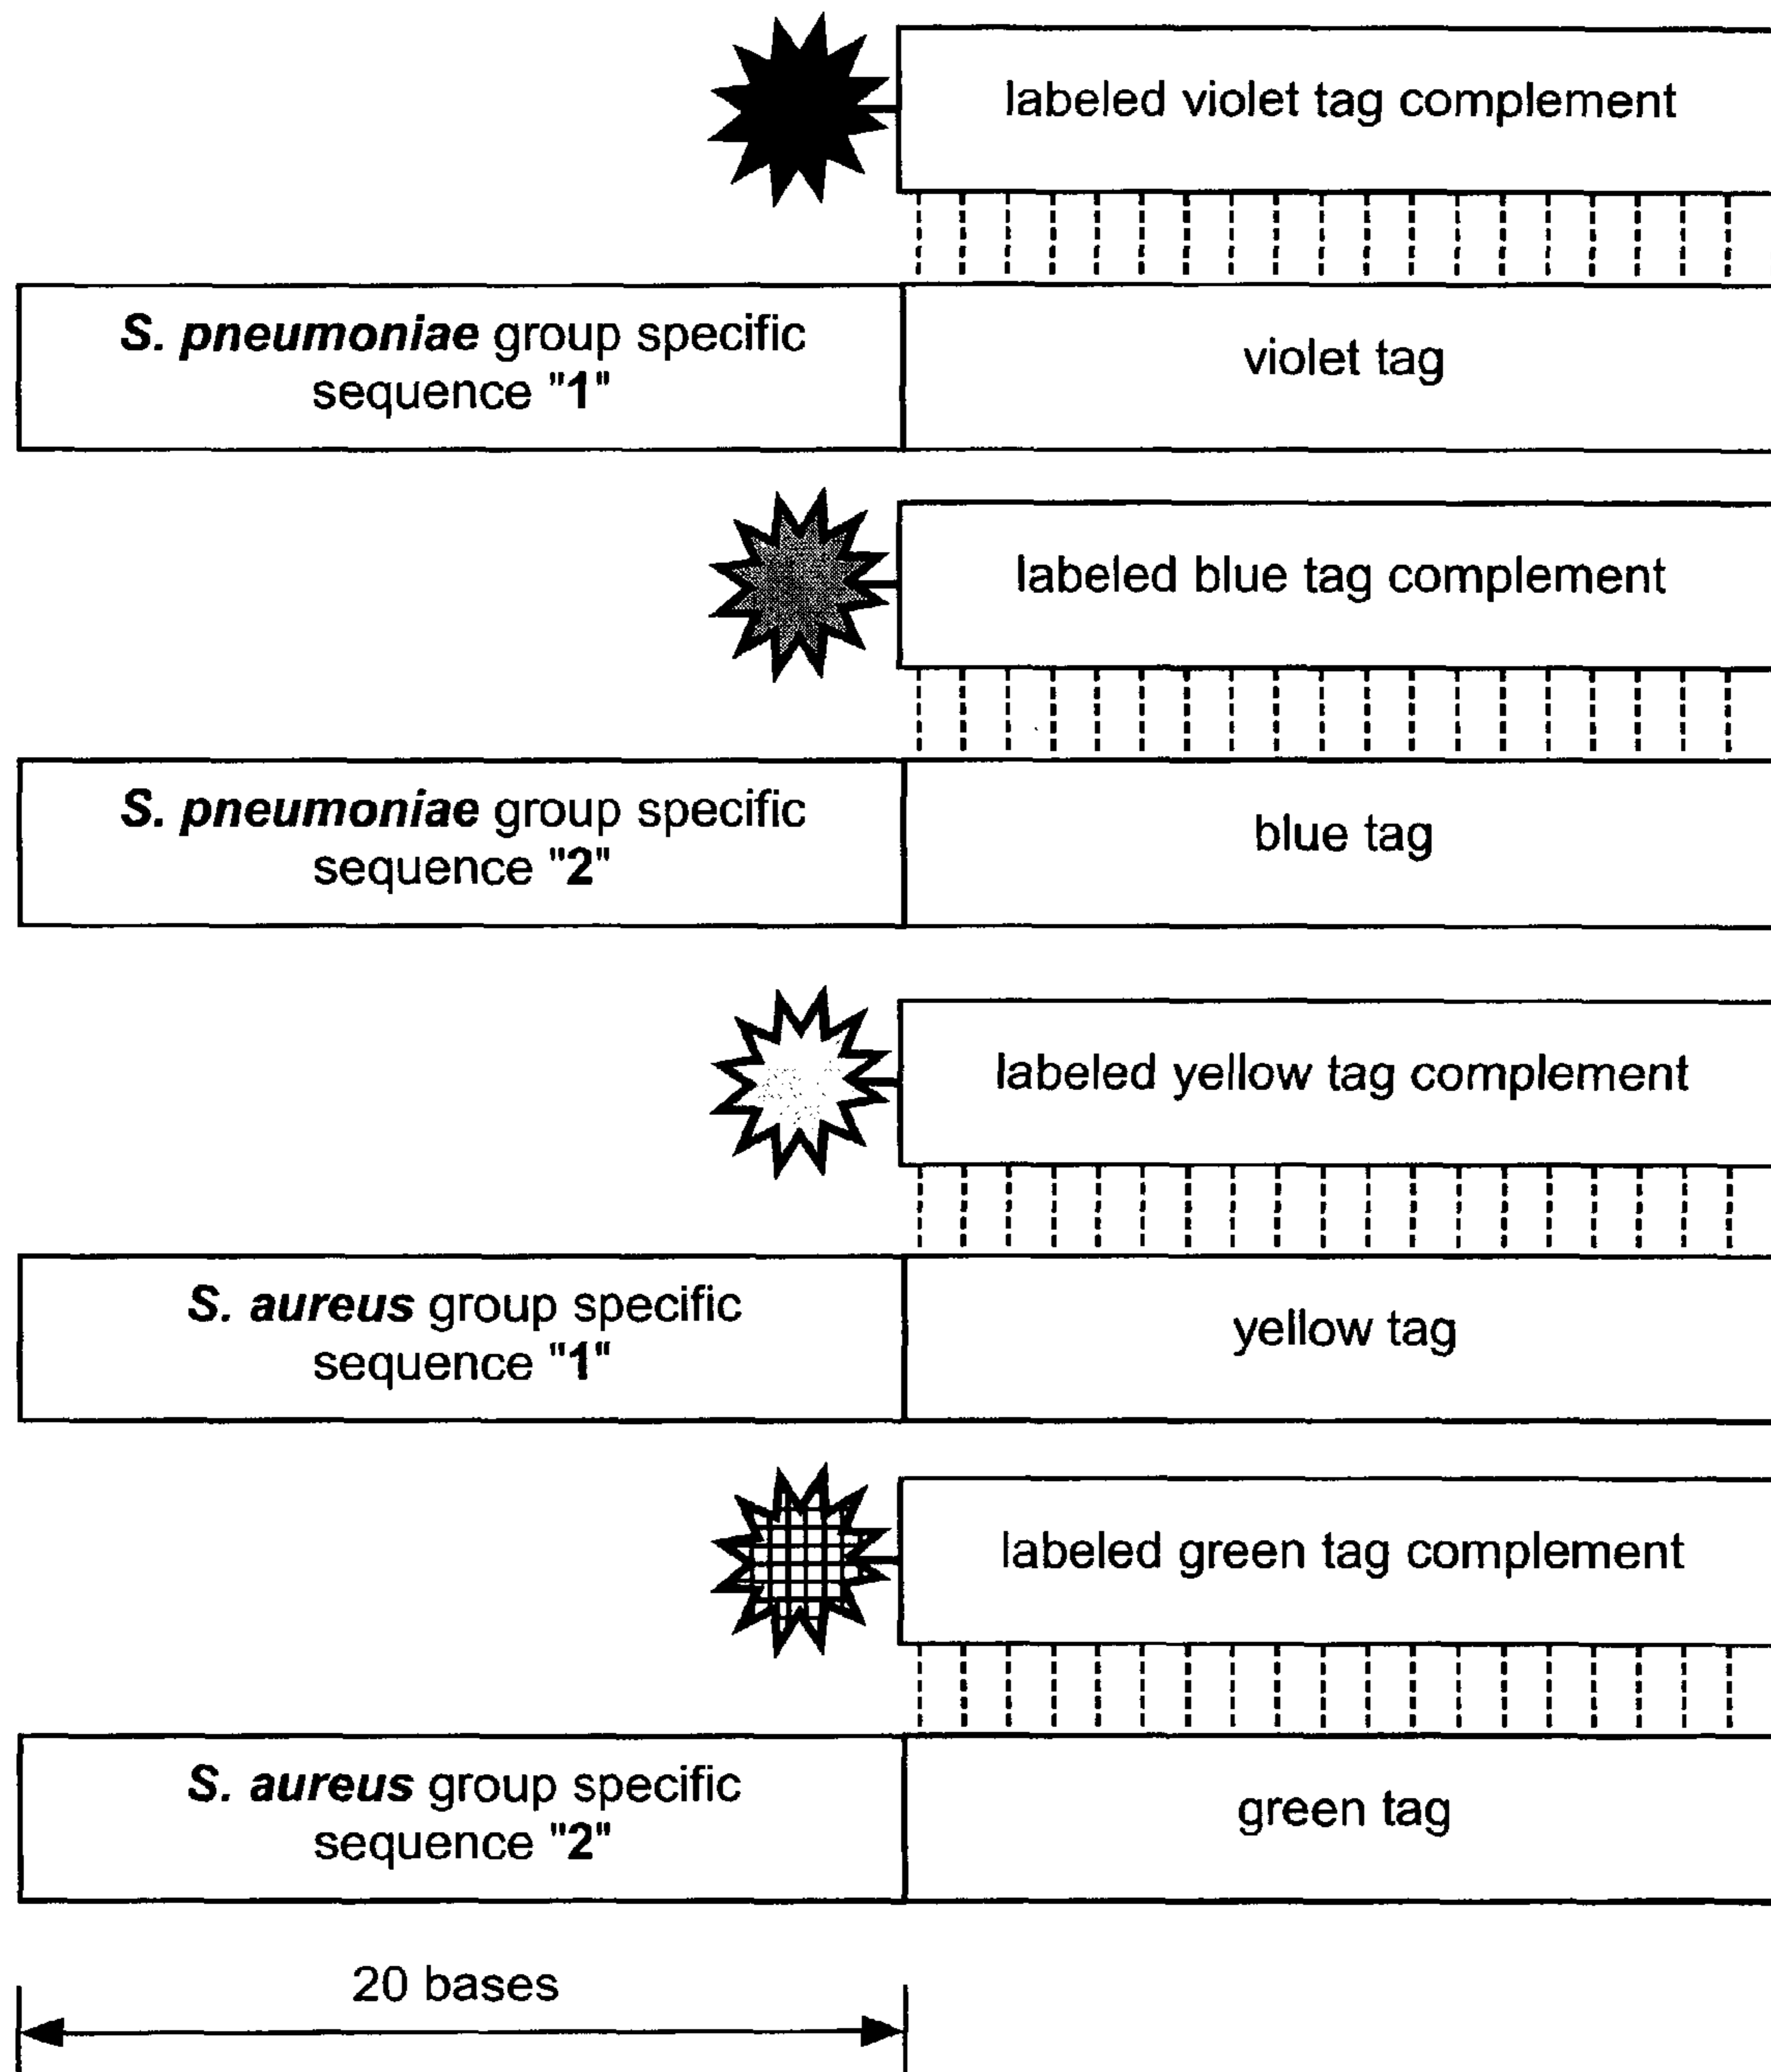 labeled violet tag complement
S. pneumoniae group specific
sequence "1"
violet tag
labeled blue tag complement
S. pneumoniae group specific
sequence "2"
blue tag
labeled yellow tag complement
S. aureus group specific
sequence "1"
yellow tag
labeled green tag complement
S. aureus group specific
sequence "2"
green tag
20 bases